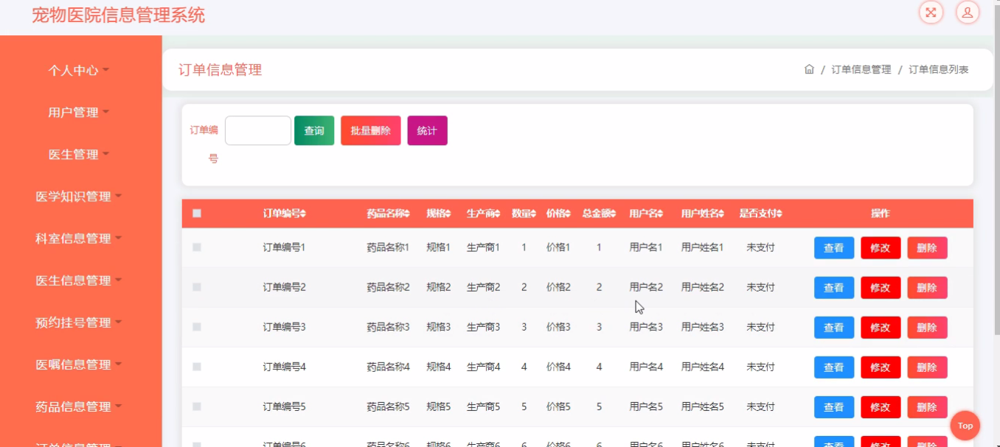 宠物医院信息管理系统
个人中心
用户管理
医生管理
医学知识管理
科室信息管理
医生信息管理
预约挂号管理
医嘱信息管理
药品信息管理
订单信息管理
订单信息管理
/ 订单信息管理 / 订单信息列表
订单编号
查询 批量删除 统计
订单编号 药品名称 规格 生产商 数量 价格 总金额 用户名 用户姓名 是否支付 操作
订单编号1 药品名称1 规格1 生产商1 1 价格1 1 用户名1 用户姓名1 未支付 查看 修改 删除
订单编号2 药品名称2 规格2 生产商2 2 价格2 2 用户名2 用户姓名2 未支付 查看 修改 删除
订单编号3 药品名称3 规格3 生产商3 3 价格3 3 用户名3 用户姓名3 未支付 查看 修改 删除
订单编号4 药品名称4 规格4 生产商4 4 价格4 4 用户名4 用户姓名4 未支付 查看 修改 删除
订单编号5 药品名称5 规格5 生产商5 5 价格5 5 用户名5 用户姓名5 未支付 查看 修改 删除
订单编号6 药品名称6 规格6 生产商6 6 价格6 6 用户名6 用户姓名6 未支付 查看 修改 删除
Top